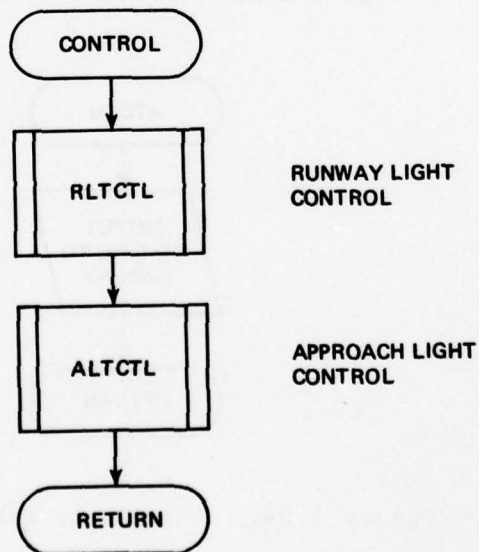 CONTROL
RLTCTL
RUNWAY LIGHT
CONTROL
ALTCTL
APPROACH LIGHT
CONTROL
RETURN